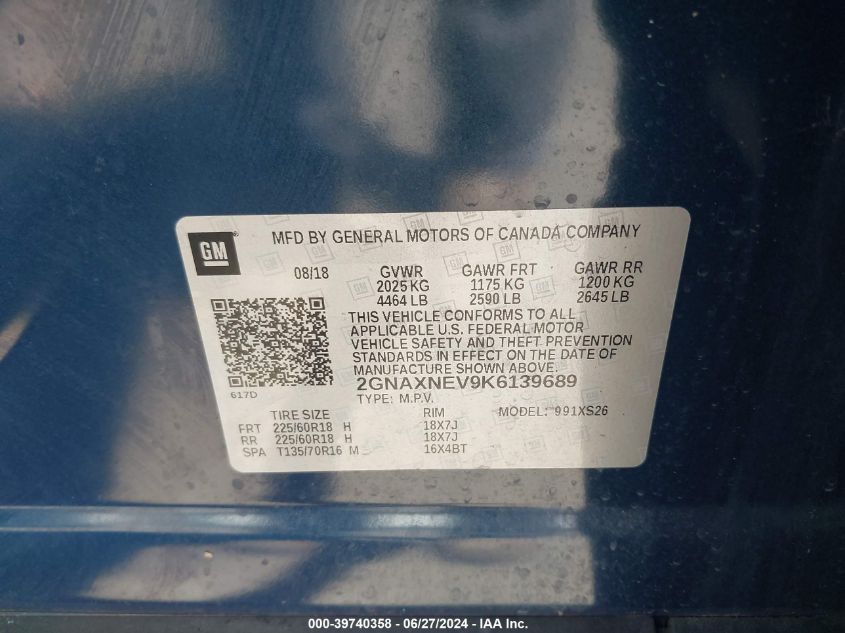 GM
MFD BY GENERAL MOTORS OF CANADA COMPANY
08/18 GVWR GAWR FRT GAWR RR
2025 KG 1175 KG 1200 KG
4464 LB 2590 LB 2645 LB
THIS VEHICLE CONFORMS TO ALL
APPLICABLE U.S. FEDERAL MOTOR
VEHICLE SAFETY AND THEFT PREVENTION
STANDARDS IN EFFECT ON THE DATE OF
MANUFACTURE SHOWN ABOVE.
617D 2GNAXNEV9K6139689
TYPE: M.P.V. MODEL: 991XS26
TIRE SIZE RIM
FRT 225/60R18 H 18X7J
RR 225/60R18 H 18X7J
SPA T135/70R16 M 16X4BT
000-39740358 - 06/27/2024 - IAA Inc.